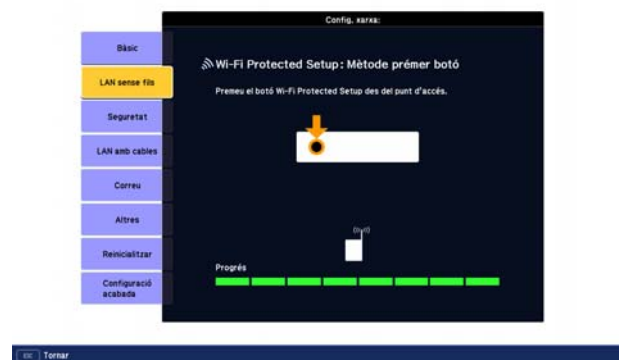 Config. xarxa:
Bàsic
LAN sense fils
Seguretat
LAN amb cables
Correu
Altres
Reinicialitzar
Configuració
acabada
Wi-Fi Protected Setup: Mètode prémer botó
Premeu el botó Wi-Fi Protected Setup des del punt d'accés.
Progrés
ESC Tornar